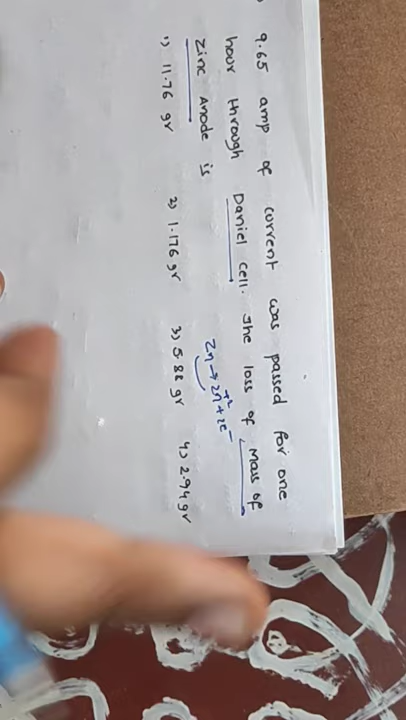 9.65 amp of current was passed for one
hour through Daniel cell. The loss of Mass of
Zinc Anode is
Zn → Zn+2 + 2e-
1) 11.76 gr 2) 1.176 gr 3) 5.88 gr 4) 2.94 gr